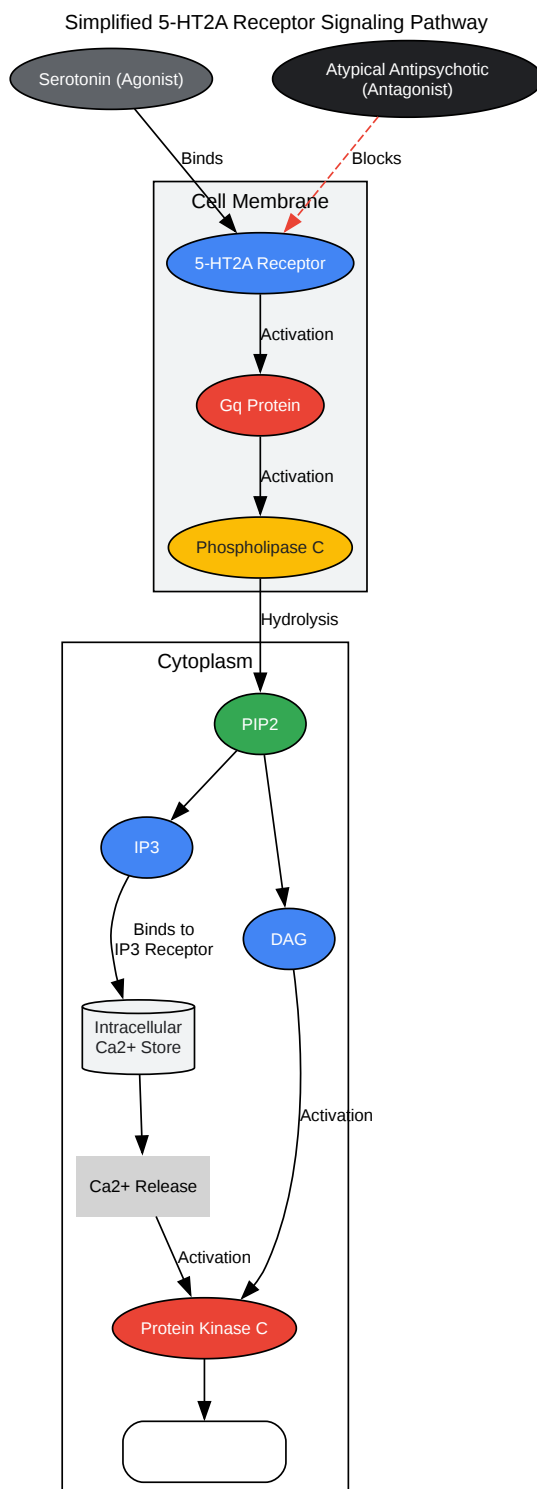 Simplified 5-HT2A Receptor Signaling Pathway
Serotonin (Agonist)
Atypical Antipsychotic
(Antagonist)
Binds
Blocks
Cell Membrane
5-HT2A Receptor
Activation
Gq Protein
Activation
Phospholipase C
Hydrolysis
Cytoplasm
PIP2
IP3
Binds to
IP3 Receptor
DAG
Intracellular
Ca2+ Store
Activation
Ca2+ Release
Activation
Protein Kinase C